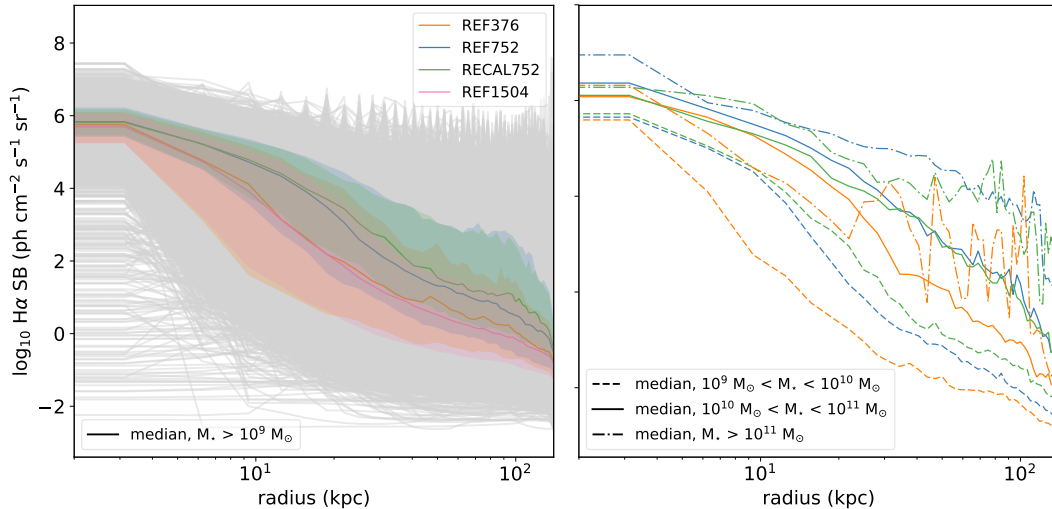 log₁₀ Hα SB (ph cm⁻² s⁻¹ sr⁻¹)
8
6
4
2
0
−2
REF376
REF752
RECAL752
REF1504
median, M⋆ > 10⁹ M⊙
10¹
10²
radius (kpc)
median, 10⁹ M⊙ < M⋆ < 10¹⁰ M⊙
median, 10¹⁰ M⊙ < M⋆ < 10¹¹ M⊙
median, M⋆ > 10¹¹ M⊙
10¹
10²
radius (kpc)